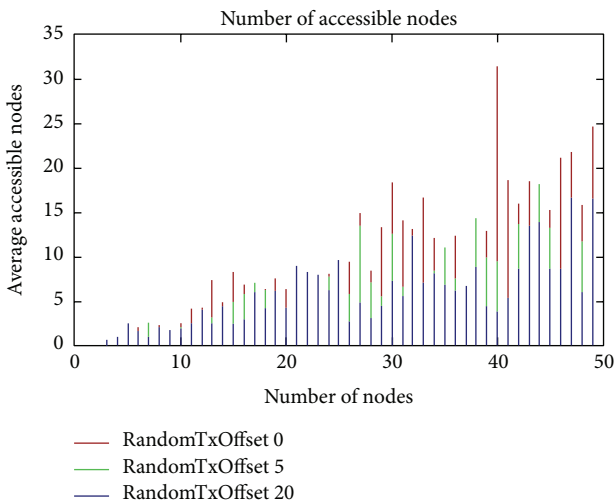 Number of accessible nodes
35
30
25
20
15
10
5
0
Average accessible nodes
0 10 20 30 40 50
Number of nodes
RandomTxOffset 0
RandomTxOffset 5
RandomTxOffset 20